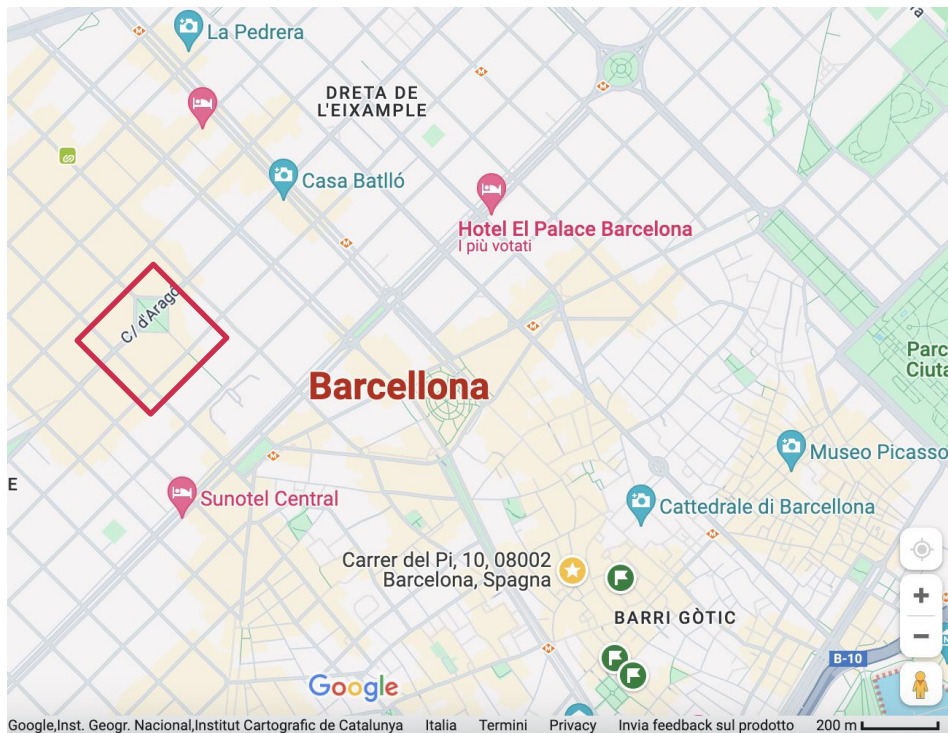 La Pedrera
DRETA DE
L'EIXAMPLE
Casa Batlló
Hotel El Palace Barcelona
I più votati
C/ d'Aragó
Barcellona
Parc
Ciuta
Museo Picasso
E
Sunotel Central
Cattedrale di Barcellona
Carrer del Pi, 10, 08002
Barcelona, Spagna
BARRI GÒTIC
B-10
Google
Google,Inst. Geogr. Nacional,Institut Cartografic de Catalunya Italia Termini Privacy Invia feedback sul prodotto 200 m